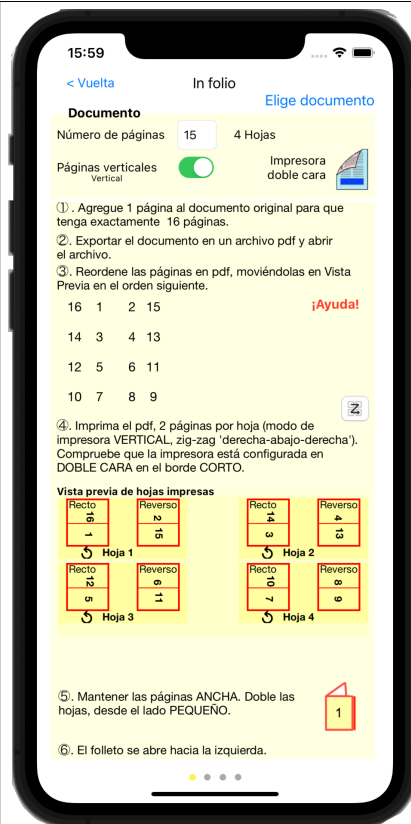 15:59
< Vuelta In folio
Elige documento
Documento
Número de páginas 15 4 Hojas
Páginas verticales
Vertical
Impresora
doble cara
①. Agregue 1 página al documento original para que
tenga exactamente 16 páginas.
②. Exportar el documento en un archivo pdf y abrir
el archivo.
③. Reordene las páginas en pdf, moviéndolas en Vista
Previa en el orden siguiente.
16 1 2 15 ¡Ayuda!
14 3 4 13
12 5 6 11
10 7 8 9
④. Imprima el pdf, 2 páginas por hoja (modo de
impresora VERTICAL, zig-zag 'derecha-abajo-derecha').
Compruebe que la impresora está configurada en
DOBLE CARA en el borde CORTO.
Vista previa de hojas impresas
Recto Reverso Recto Reverso
16 2 14 4
1 15 3 13
Hoja 1 Hoja 2
Recto Reverso Recto Reverso
12 6 10 8
5 11 7 9
Hoja 3 Hoja 4
⑤. Mantener las páginas ANCHA. Doble las
hojas, desde el lado PEQUEÑO.
1
⑥. El folleto se abre hacia la izquierda.